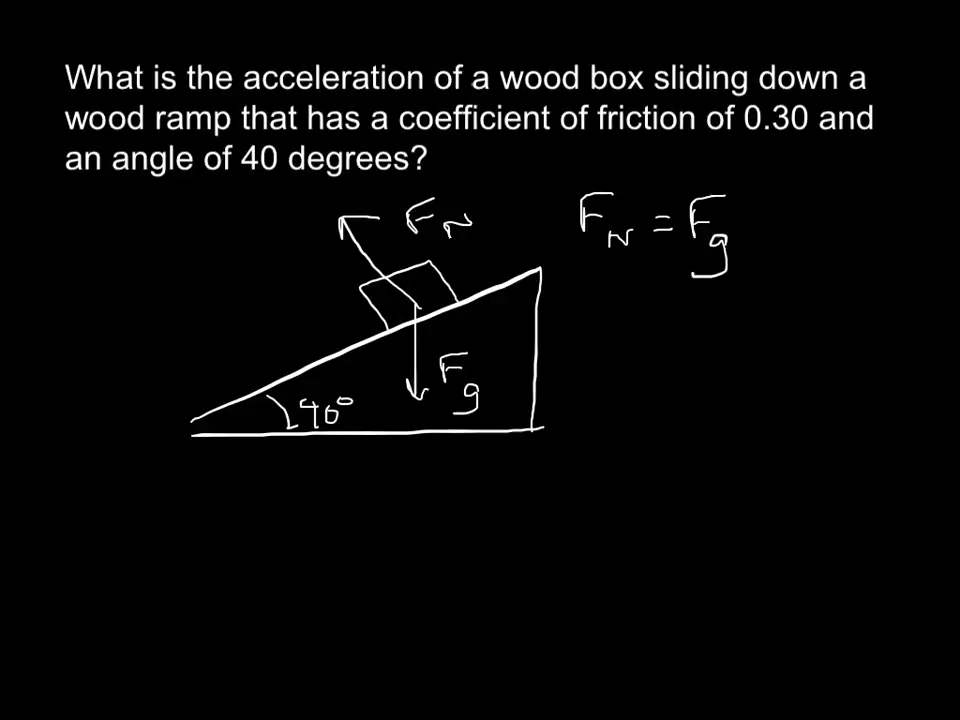 What is the acceleration of a wood box sliding down a
wood ramp that has a coefficient of friction of 0.30 and
an angle of 40 degrees?
FN
FN = Fg
Fg
40°